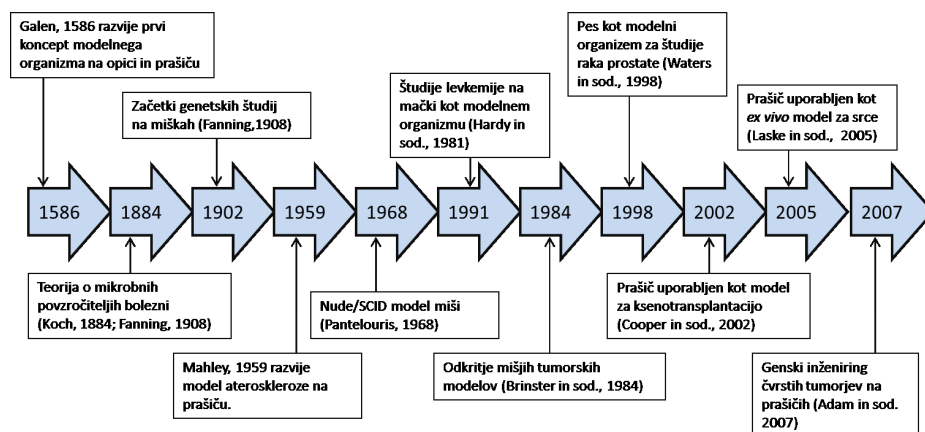 Galen, 1586 razvije prvi
koncept modelnega
organizma na opici in prašiču
Začetki genetskih študij
na miškah (Fanning,1908)
Študije levkemije na
mački kot modelnem
organizmu (Hardy in
sod., 1981)
Pes kot modelni
organizem za študije
raka prostate (Waters
in sod., 1998)
Prašič uporabljen kot
ex vivo model za srce
(Laske in sod., 2005)
1586
1884
1902
1959
1968
1991
1984
1998
2002
2005
2007
Teorija o mikrobnih
povzročiteljih bolezni
(Koch, 1884; Fanning, 1908)
Mahley, 1959 razvije
model ateroskleroze na
prašiču.
Nude/SCID model miši
(Pantelouris, 1968)
Odkritje mišjih tumorskih
modelov (Brinster in sod., 1984)
Prašič uporabljen kot model
za ksenotransplantacijo
(Cooper in sod., 2002)
Genski inženiring
čvrstih tumorjev na
prašičih (Adam in sod.
2007)